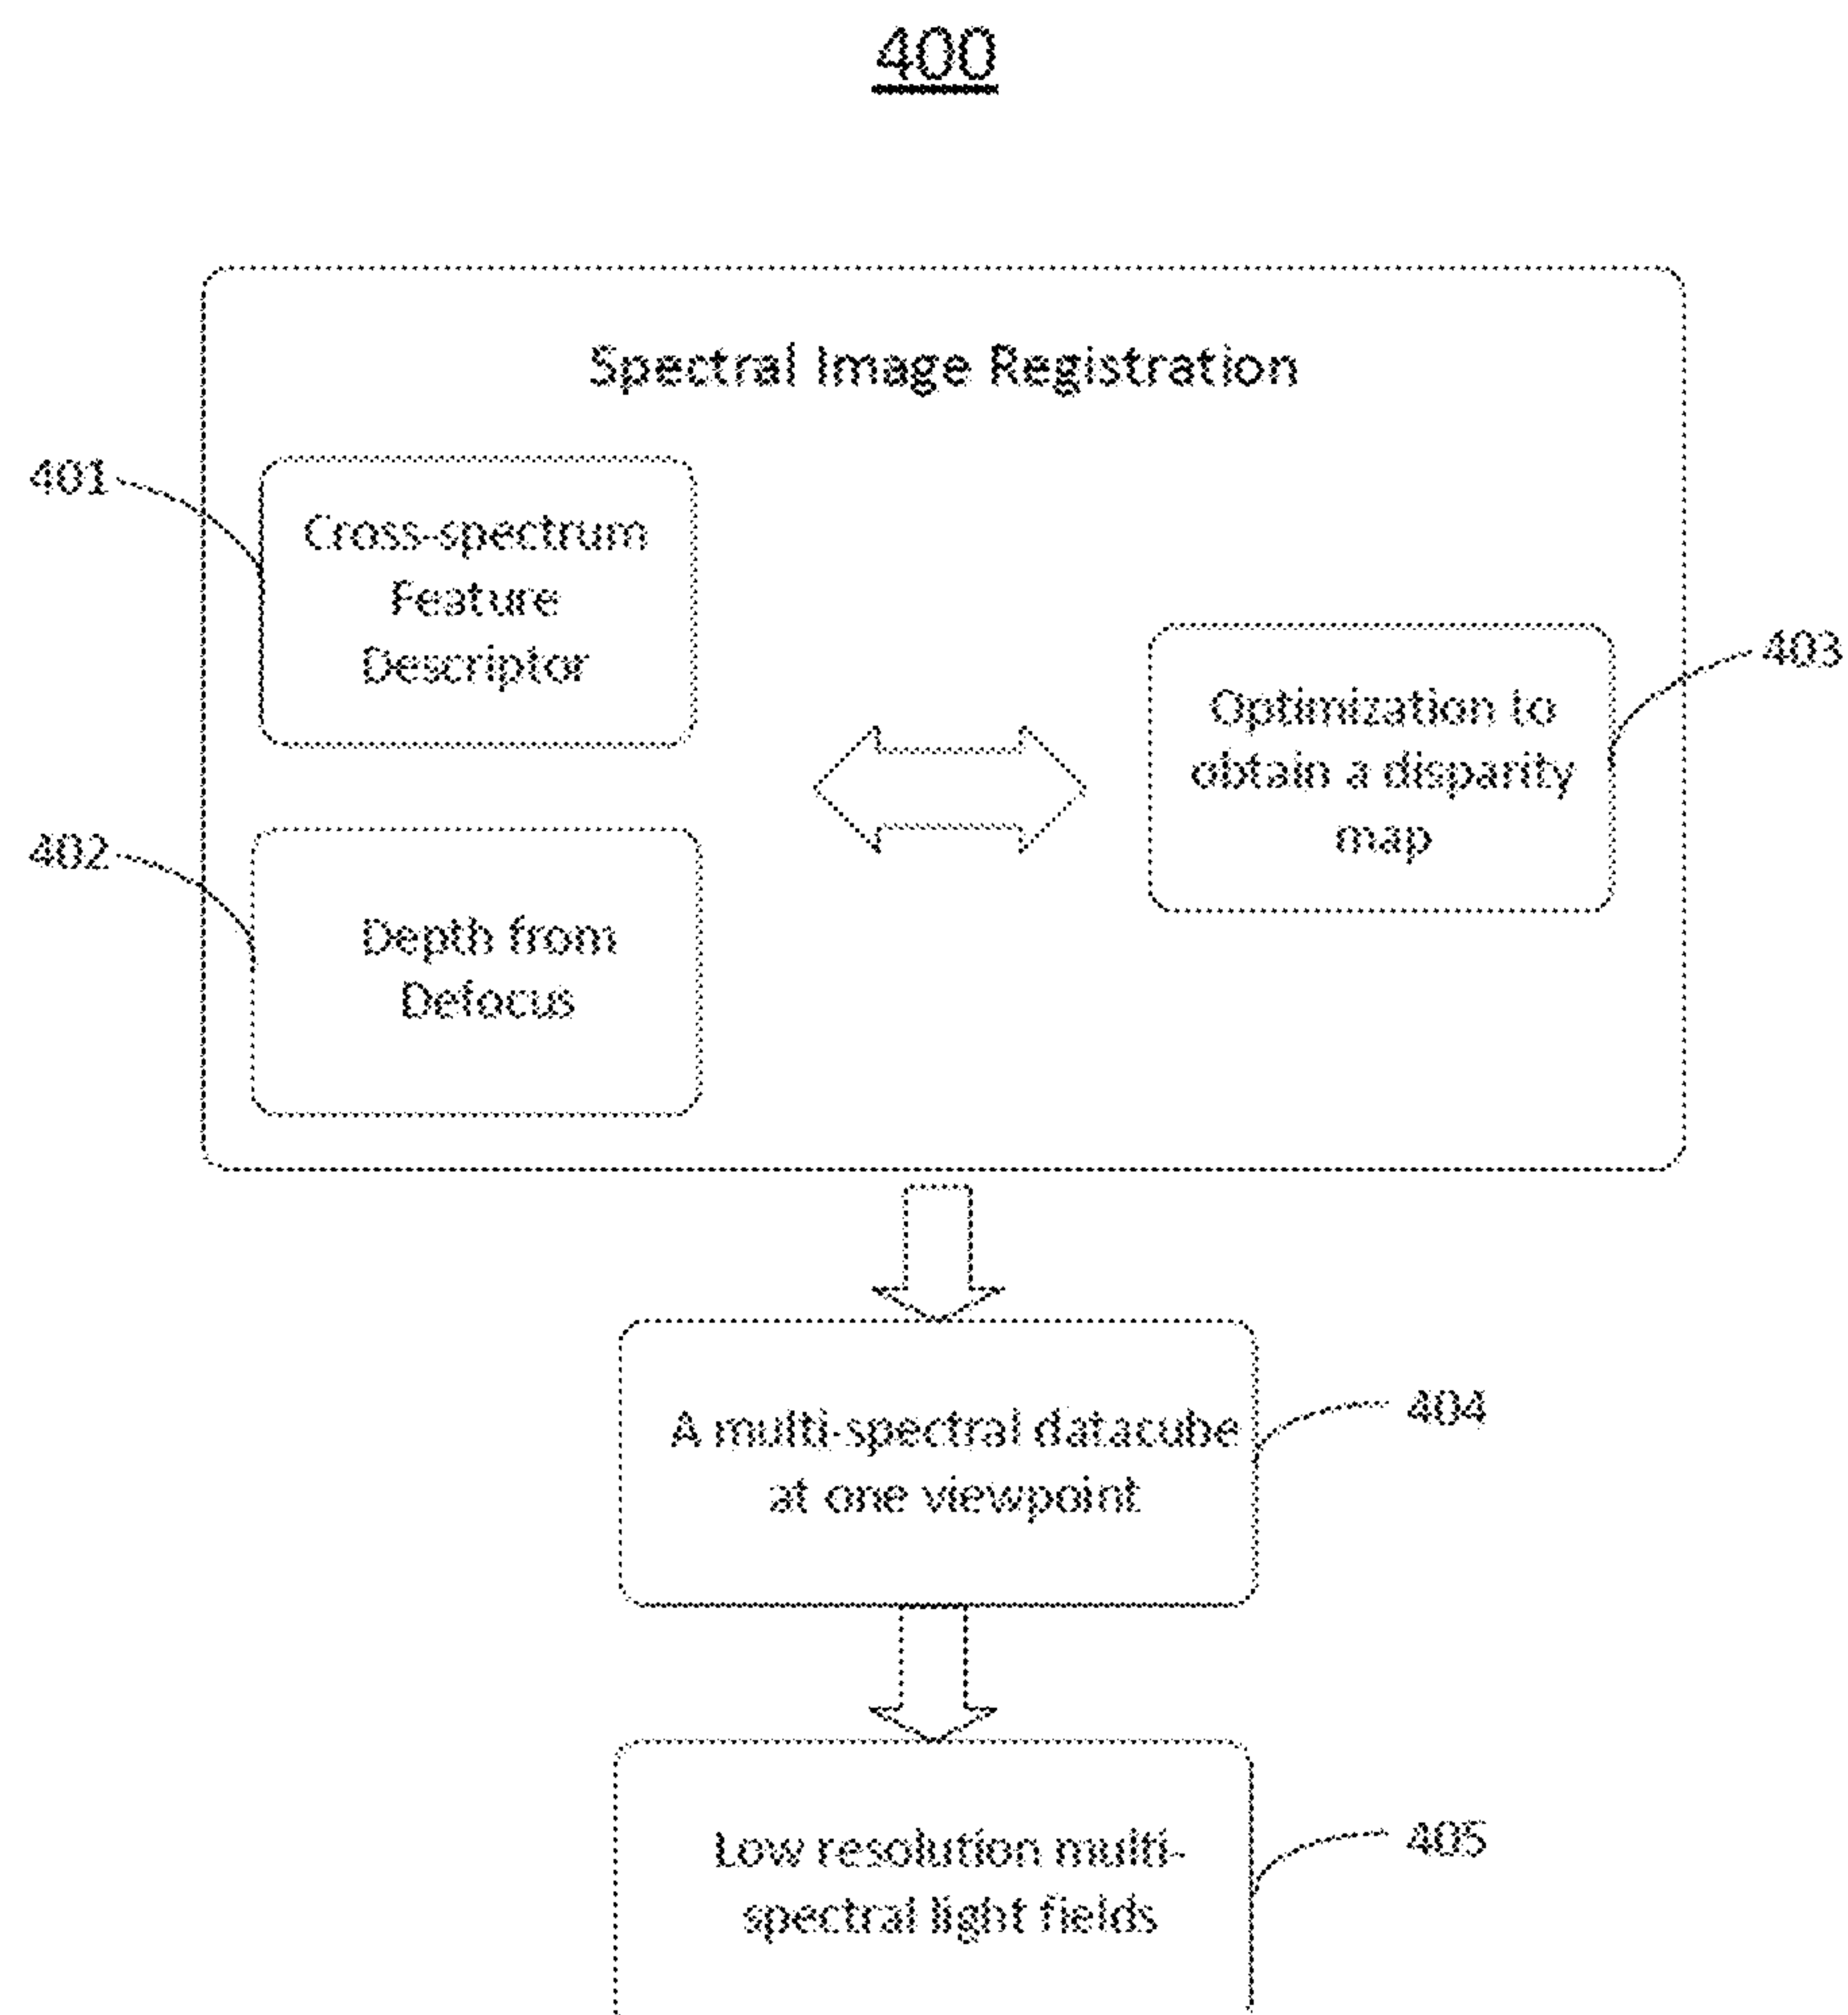 400
Spectral Image Registration
401
Cross-spectrum
Feature
Descriptor
403
Optimization to
obtain a disparity
map
402
Depth from
Defocus
404
A multi-spectral datacube
at one viewpoint
405
Low resolution multi-
spectral light fields